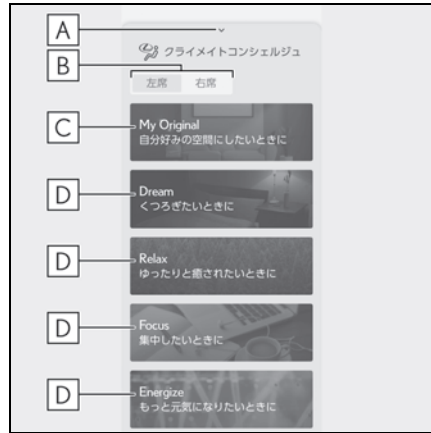 A
クライメイトコンシェルジュ
B
左席 右席
C
My Original
自分好みの空間にしたいときに
D
Dream
くつろぎたいときに
D
Relax
ゆったりと癒されたいときに
D
Focus
集中したいときに
D
Energize
もっと元気になりたいときに